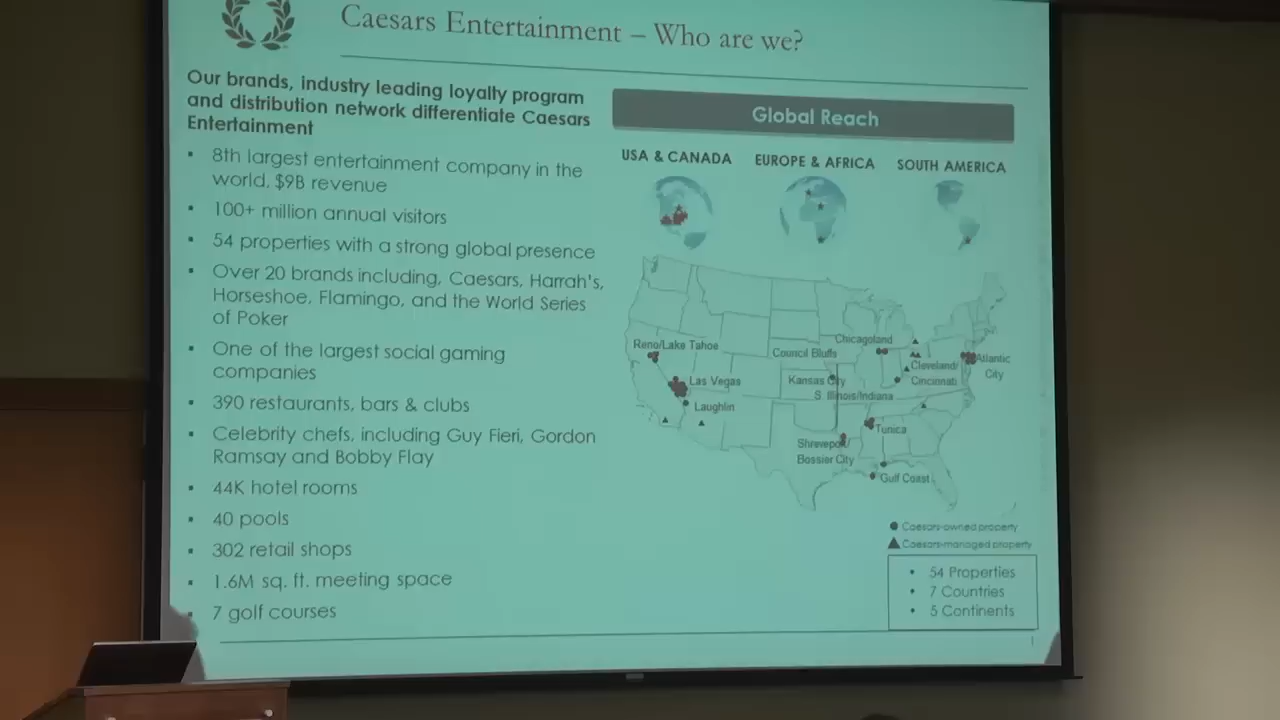 Caesars Entertainment – Who are we?
Our brands, industry leading loyalty program
and distribution network differentiate Caesars
Entertainment
8th largest entertainment company in the
world, $9B revenue
100+ million annual visitors
54 properties with a strong global presence
Over 20 brands including, Caesars, Harrah's,
Horseshoe, Flamingo, and the World Series
of Poker
One of the largest social gaming
companies
390 restaurants, bars & clubs
Celebrity chefs, including Guy Fieri, Gordon
Ramsay and Bobby Flay
44K hotel rooms
40 pools
302 retail shops
1.6M sq. ft. meeting space
7 golf courses
Global Reach
USA & CANADA
EUROPE & AFRICA
SOUTH AMERICA
Reno/Lake Tahoe
Las Vegas
Laughlin
Chicagoland
Council Bluffs
Kansas City
S. Illinois/Indiana
Cleveland/
Cincinnati
Atlantic
City
Tunica
Shreveport/
Bossier City
Gulf Coast
Caesars-owned property
Caesars-managed property
54 Properties
7 Countries
5 Continents
1